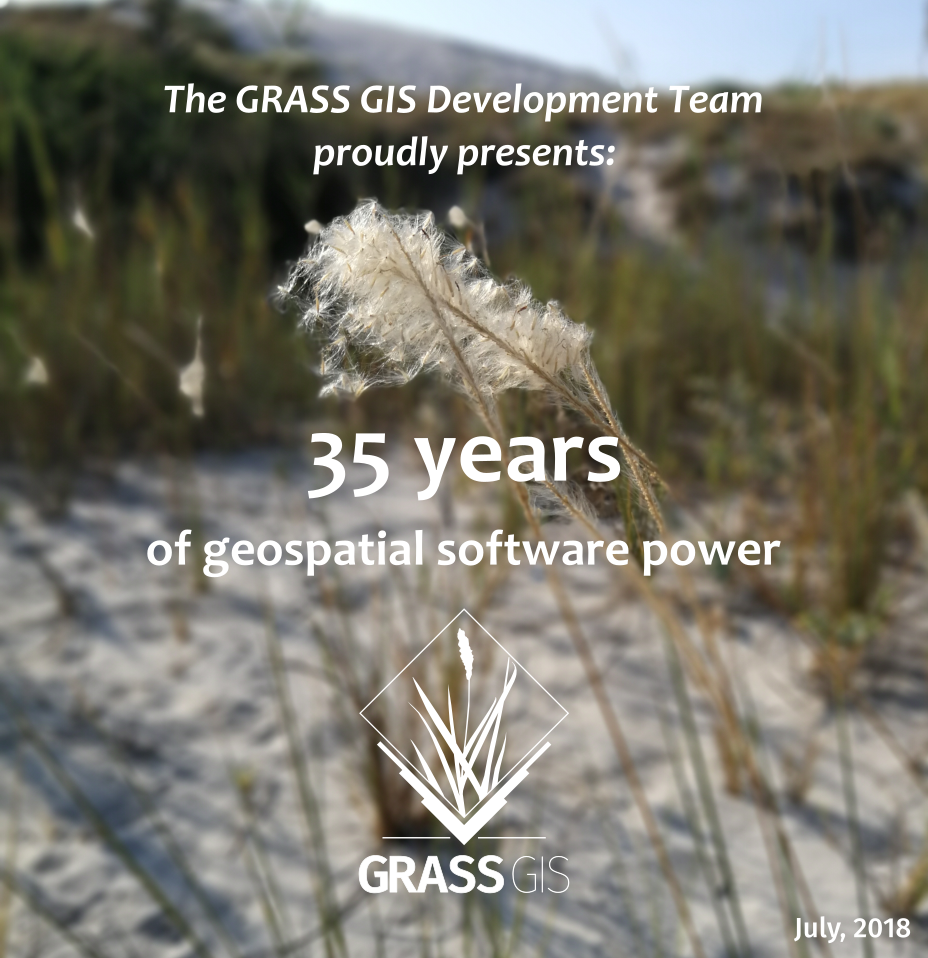 The GRASS GIS Development Team
proudly presents:
35 years
of geospatial software power
GRASS GIS
July, 2018